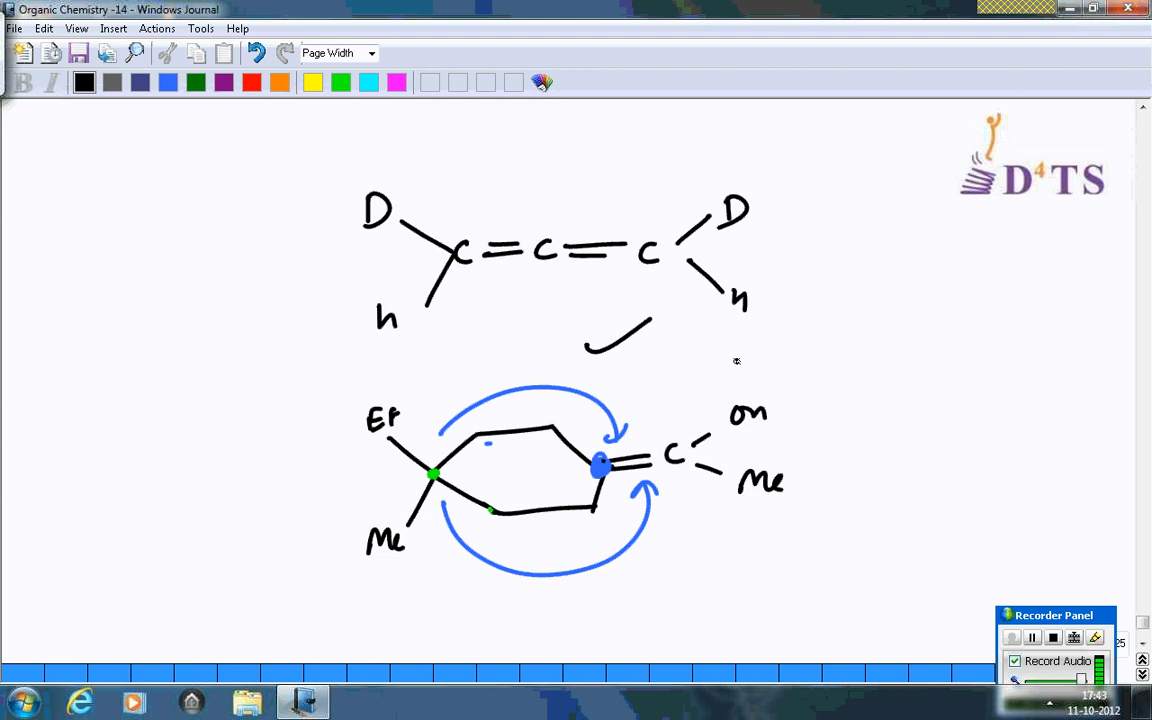 Organic Chemistry -14 - Windows Journal
File Edit View Insert Actions Tools Help
Page Width
B I
D⁴TS
D D
C = C = C
h H
Et OH
C
Me Me
Recorder Panel
25
Record Audio
17:43
11-10-2012